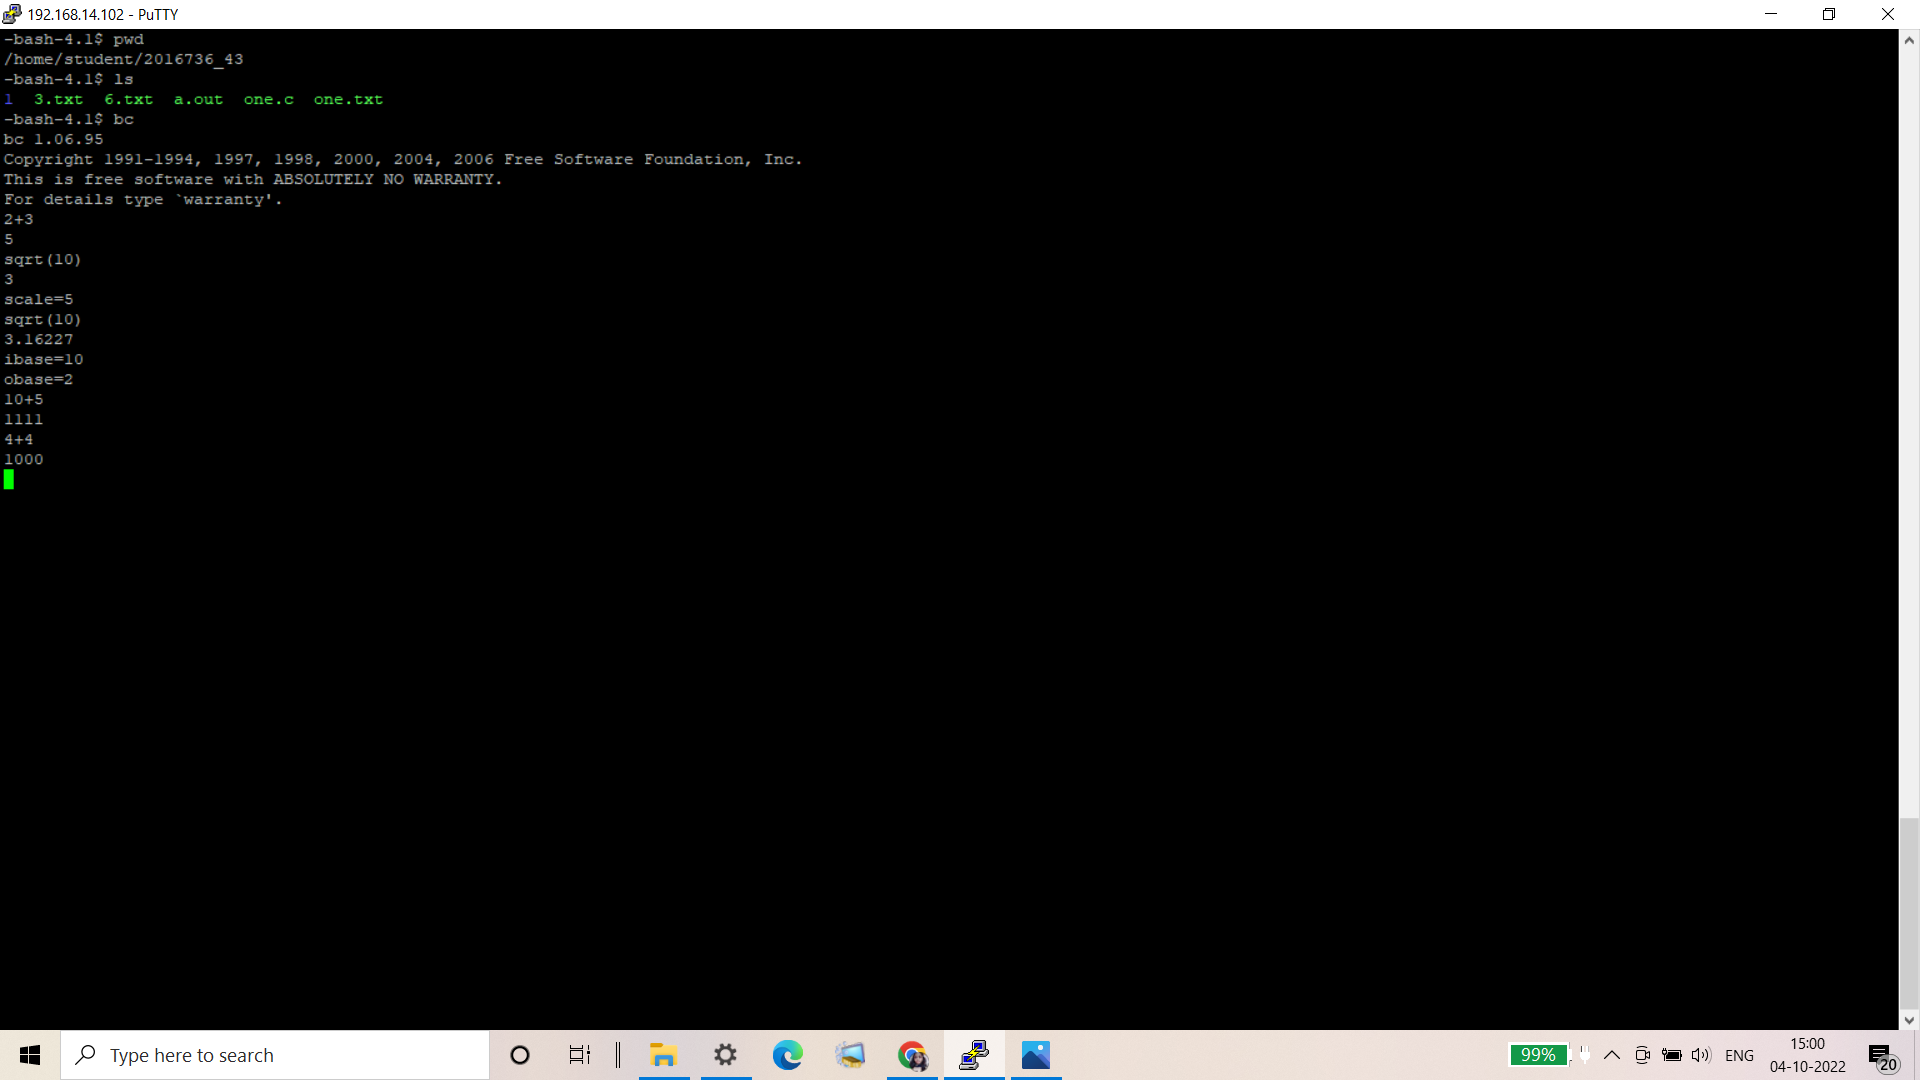 192.168.14.102 - PuTTY
-bash-4.1$ pwd
/home/student/2016736_43
-bash-4.1$ ls
1  3.txt  6.txt  a.out  one.c  one.txt
-bash-4.1$ bc
bc 1.06.95
Copyright 1991-1994, 1997, 1998, 2000, 2004, 2006 Free Software Foundation, Inc.
This is free software with ABSOLUTELY NO WARRANTY.
For details type `warranty'.
2+3
5
sqrt(10)
3
scale=5
sqrt(10)
3.16227
ibase=10
obase=2
10+5
1111
4+4
1000
Type here to search
99%
ENG
15:00
04-10-2022
20